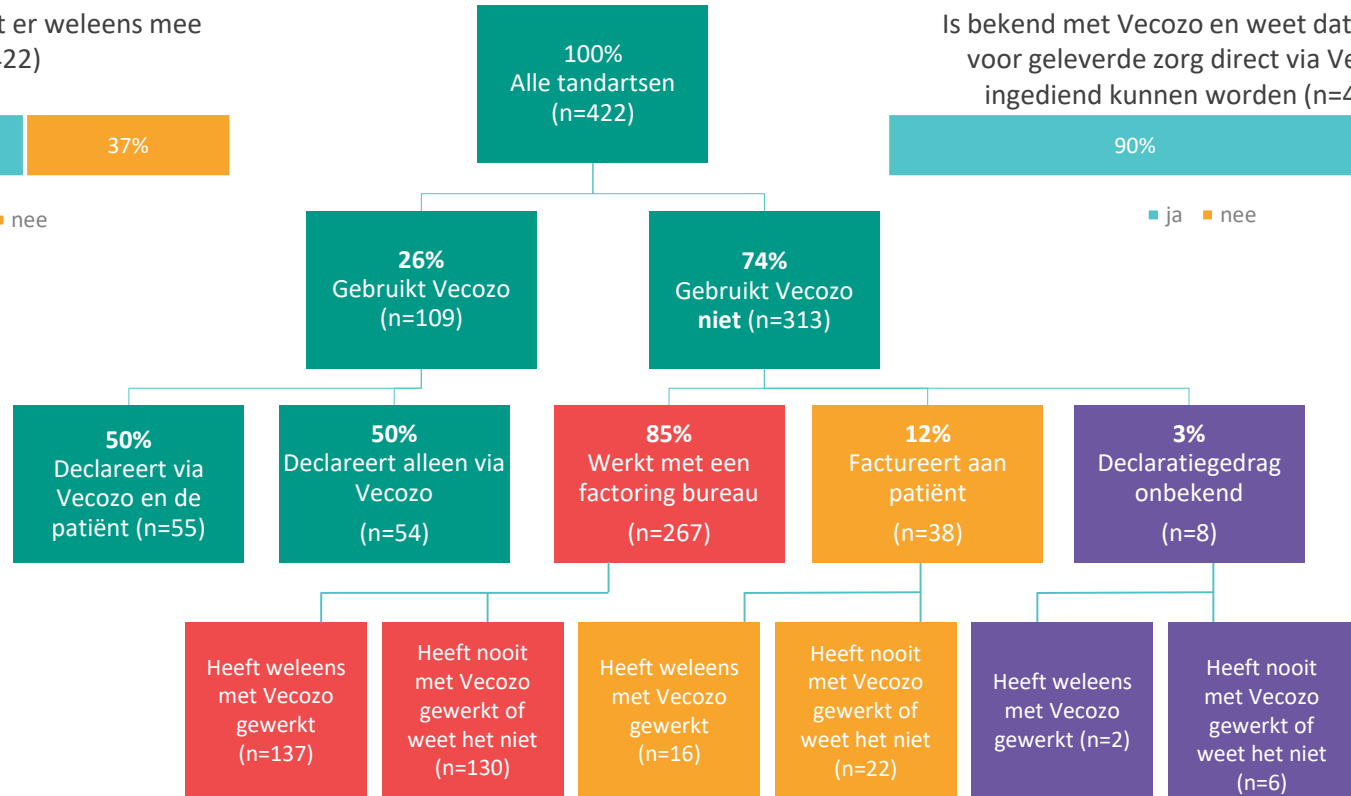 t er weleens mee
22)
37%
nee
100%
Alle tandartsen
(n=422)
Is bekend met Vecozo en weet dat
voor geleverde zorg direct via Ve
ingediend kunnen worden (n=4
90%
ja nee
26%
Gebruikt Vecozo
(n=109)
74%
Gebruikt Vecozo
niet (n=313)
50%
Declareert via
Vecozo en de
patiënt (n=55)
50%
Declareert alleen via
Vecozo
(n=54)
85%
Werkt met een
factoring bureau
(n=267)
12%
Factureert aan
patiënt
(n=38)
3%
Declaratiegedrag
onbekend
(n=8)
Heeft weleens
met Vecozo
gewerkt
(n=137)
Heeft nooit
met Vecozo
gewerkt of
weet het niet
(n=130)
Heeft weleens
met Vecozo
gewerkt
(n=16)
Heeft nooit
met Vecozo
gewerkt of
weet het niet
(n=22)
Heeft weleens
met Vecozo
gewerkt (n=2)
Heeft nooit
met Vecozo
gewerkt of
weet het niet
(n=6)